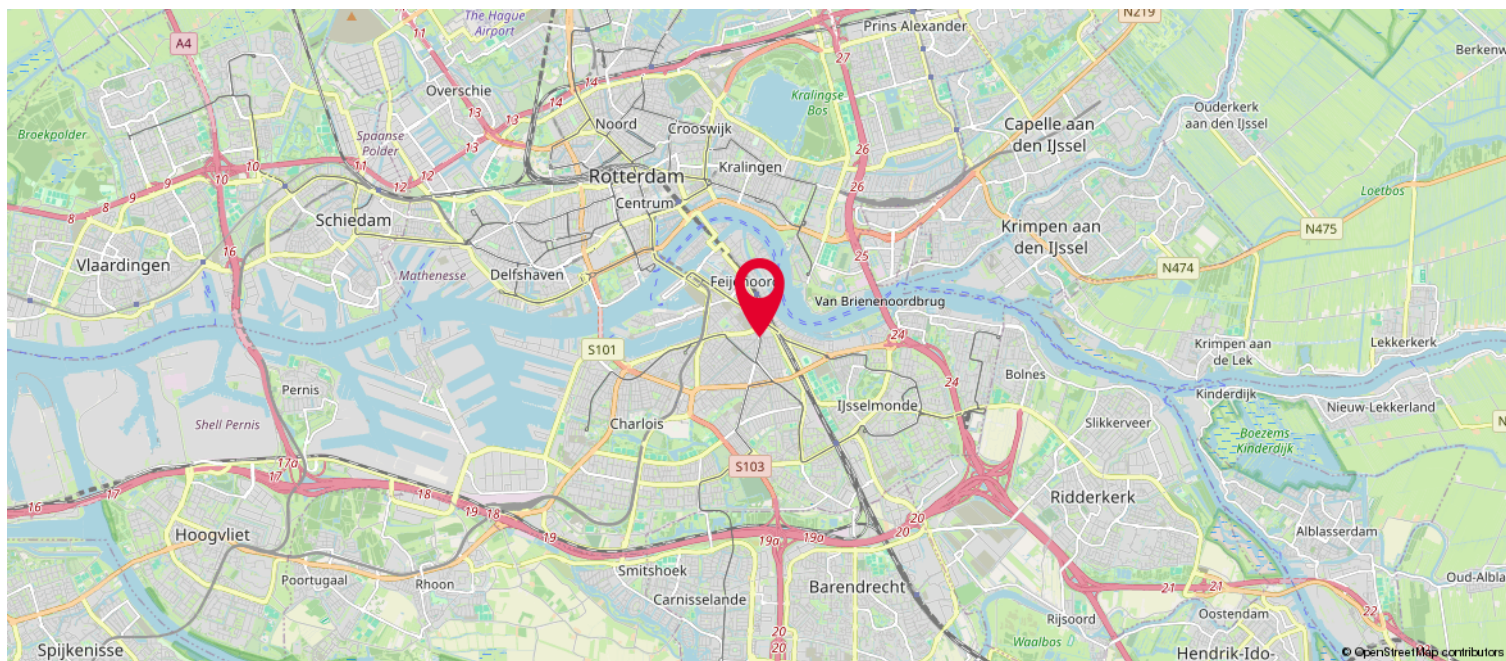 The Hague
Airport
N219
A4
11
Prins Alexander
27
Berkenw
Overschie
14
14
13
13
Kralingse
Bos
Ouderkerk
aan den IJssel
Broekpolder
Spaanse
Polder
Noord
Crooswijk
Capelle aan
den IJssel
26
10
10
11
12
12
9
9
8
8
Rotterdam
Kralingen
26
Loetbos
Centrum
Schiedam
Krimpen aan
den IJssel
N475
16
25
Vlaardingen
Mathenesse
Delfshaven
N474
Van Brienenoordbrug
24
S101
Krimpen aan
de Lek
Lekkerkerk
24
Pernis
Bolnes
Kinderdijk
IJsselmonde
Nieuw-Lekkerland
Shell Pernis
Charlois
Slikkerveer
N
Boezems
Kinderdijk
17a
17
S103
16
17
18
19
18
Ridderkerk
19
20
20
Hoogvliet
19a
19a
Alblasserdam
Poortugaal
Rhoon
Smitshoek
Barendrecht
21
21
Oud-Albla
Carnisselande
22
Rijsoord
Oostendam
20
20
Waalbos
Spijkenisse
Hendrik-Ido-
© OpenStreetMap contributors